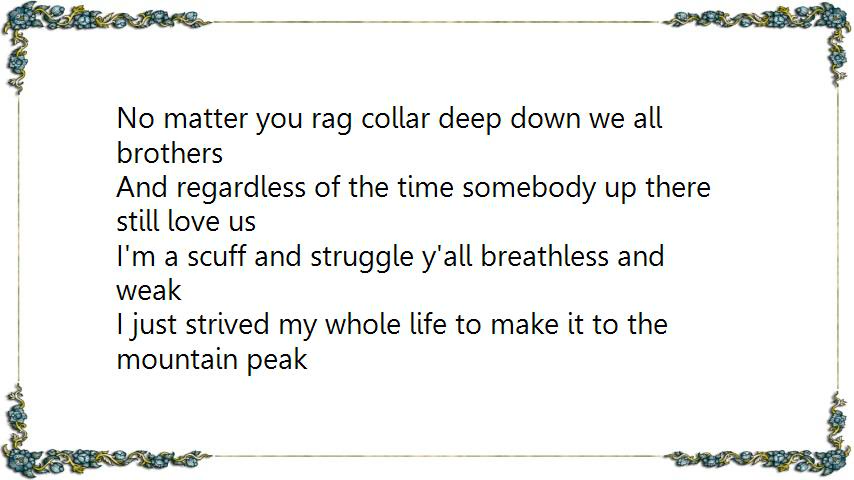 No matter you rag collar deep down we all
brothers
And regardless of the time somebody up there
still love us
I'm a scuff and struggle y'all breathless and
weak
I just strived my whole life to make it to the
mountain peak